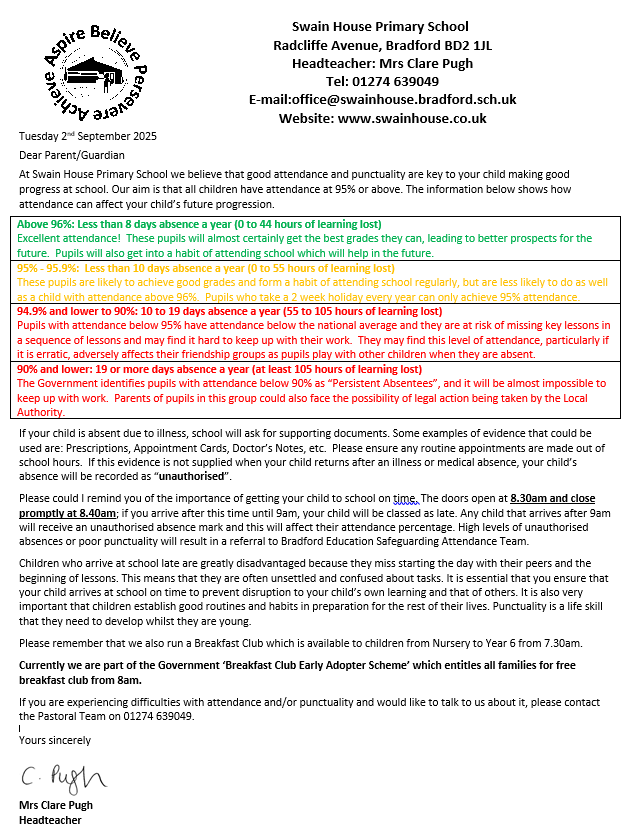 Aspire Believe Persevere Achieve
Swain House Primary School
Radcliffe Avenue, Bradford BD2 1JL
Headteacher: Mrs Clare Pugh
Tel: 01274 639049
E-mail:office@swainhouse.bradford.sch.uk
Website: www.swainhouse.co.uk
Tuesday 2nd September 2025
Dear Parent/Guardian
At Swain House Primary School we believe that good attendance and punctuality are key to your child making good
progress at school. Our aim is that all children have attendance at 95% or above. The information below shows how
attendance can affect your child's future progression.
Above 96%: Less than 8 days absence a year (0 to 44 hours of learning lost)
Excellent attendance! These pupils will almost certainly get the best grades they can, leading to better prospects for the
future. Pupils will also get into a habit of attending school which will help in the future.
95% - 95.9%: Less than 10 days absence a year (0 to 55 hours of learning lost)
These pupils are likely to achieve good grades and form a habit of attending school regularly, but are less likely to do as well
as a child with attendance above 96%. Pupils who take a 2 week holiday every year can only achieve 95% attendance.
94.9% and lower to 90%: 10 to 19 days absence a year (55 to 105 hours of learning lost)
Pupils with attendance below 95% have attendance below the national average and they are at risk of missing key lessons in
a sequence of lessons and may find it hard to keep up with their work. They may find this level of attendance, particularly if
it is erratic, adversely affects their friendship groups as pupils play with other children when they are absent.
90% and lower: 19 or more days absence a year (at least 105 hours of learning lost)
The Government identifies pupils with attendance below 90% as "Persistent Absentees", and it will be almost impossible to
keep up with work. Parents of pupils in this group could also face the possibility of legal action being taken by the Local
Authority.
If your child is absent due to illness, school will ask for supporting documents. Some examples of evidence that could be
used are: Prescriptions, Appointment Cards, Doctor's Notes, etc. Please ensure any routine appointments are made out of
school hours. If this evidence is not supplied when your child returns after an illness or medical absence, your child's
absence will be recorded as "unauthorised".
Please could I remind you of the importance of getting your child to school on time. The doors open at 8.30am and close
promptly at 8.40am; if you arrive after this time until 9am, your child will be classed as late. Any child that arrives after 9am
will receive an unauthorised absence mark and this will affect their attendance percentage. High levels of unauthorised
absences or poor punctuality will result in a referral to Bradford Education Safeguarding Attendance Team.
Children who arrive at school late are greatly disadvantaged because they miss starting the day with their peers and the
beginning of lessons. This means that they are often unsettled and confused about tasks. It is essential that you ensure that
your child arrives at school on time to prevent disruption to your child's own learning and that of others. It is also very
important that children establish good routines and habits in preparation for the rest of their lives. Punctuality is a life skill
that they need to develop whilst they are young.
Please remember that we also run a Breakfast Club which is available to children from Nursery to Year 6 from 7.30am.
Currently we are part of the Government 'Breakfast Club Early Adopter Scheme' which entitles all families for free
breakfast club from 8am.
If you are experiencing difficulties with attendance and/or punctuality and would like to talk to us about it, please contact
the Pastoral Team on 01274 639049.
Yours sincerely
C. Pugh
Mrs Clare Pugh
Headteacher